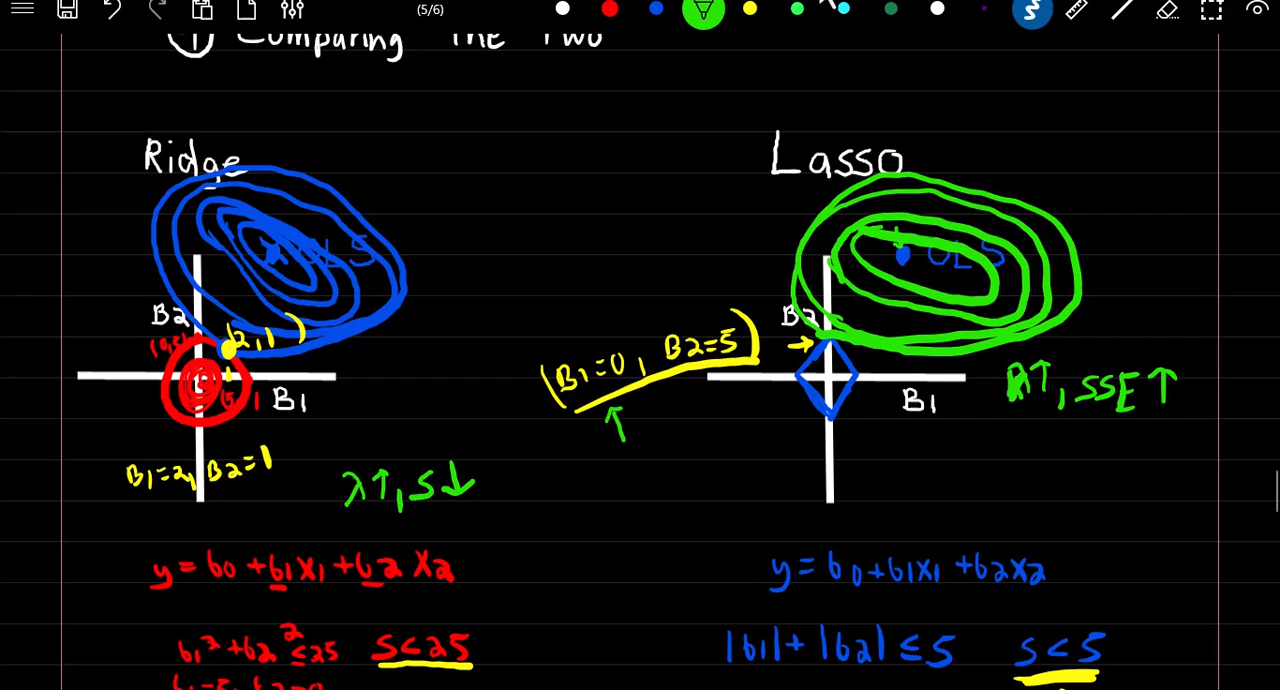 (5/6)
① Comparing The Two
Ridge
Lasso
OLS
OLS
B2
(2,1)
B1
B1=2, B2=1
λ↑, S↓
B2
(B1=0, B2=5)
B1
λ↑, SSE↑
y = b0 + b1x1 + b2x2
y = b0 + b1x1 + b2x2
b1² + b2² ≤ 25 S < 25
|b1| + |b2| ≤ 5 S < 5